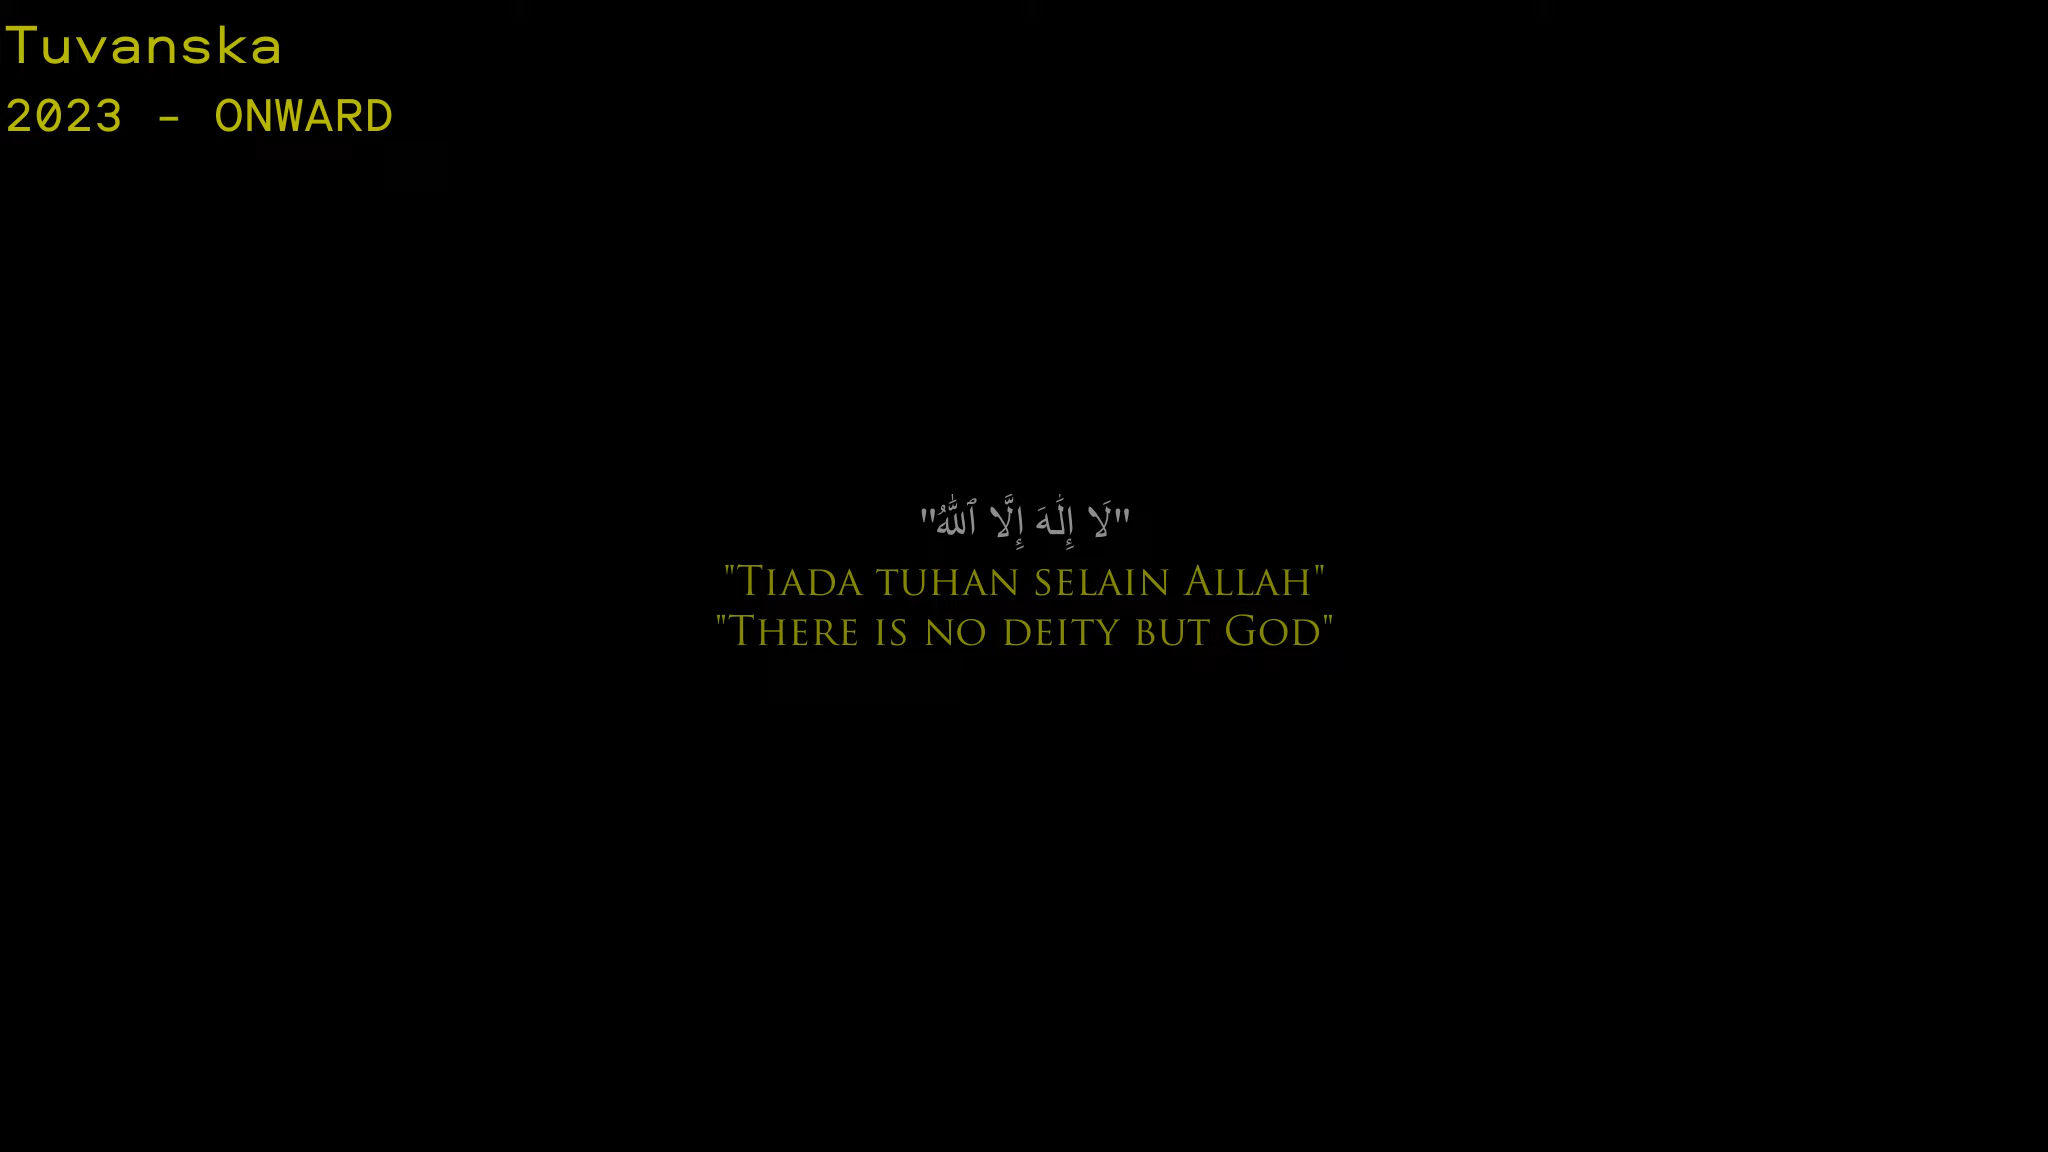 Tuvanska
2023 - ONWARD
"لَا إِلَٰهَ إِلَّا ٱللَّٰهُ"
"Tiada tuhan selain Allah"
"There is no deity but God"